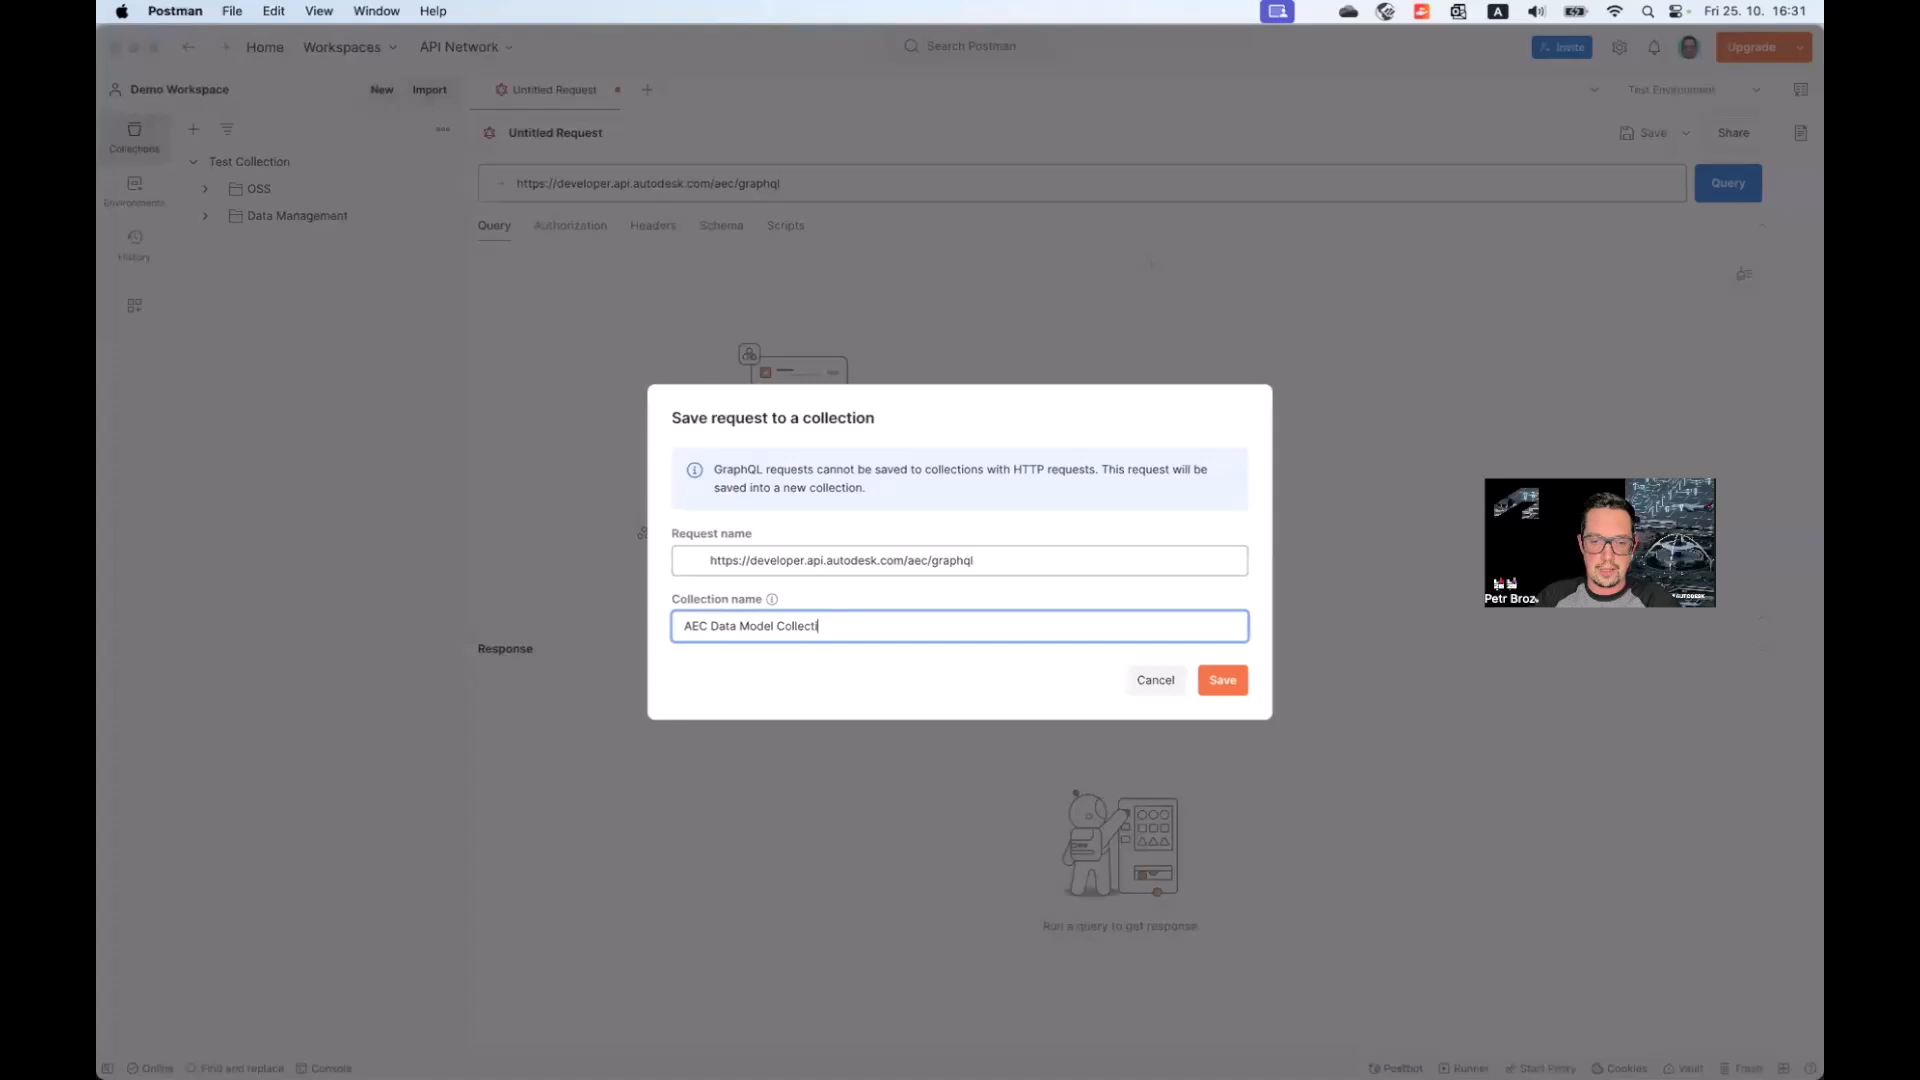 Postman File Edit View Window Help
A Fri 25. 10. 16:31
Home Workspaces API Network
Search Postman
Invite
Upgrade
Demo Workspace
New Import
Untitled Request
Test Environment
Collections
Environments
History
Test Collection
OSS
Data Management
Untitled Request
Save
Share
https://developer.api.autodesk.com/aec/graphql
Query
Query Authorization Headers Schema Scripts
Save request to a collection
GraphQL requests cannot be saved to collections with HTTP requests. This request will be
saved into a new collection.
Request name
https://developer.api.autodesk.com/aec/graphql
Collection name
AEC Data Model Collecti
Cancel
Save
Response
Run a query to get response
AUTODESK
Petr Broz
Online Find and replace Console
Postbot Runner Start Proxy Cookies Vault Trash